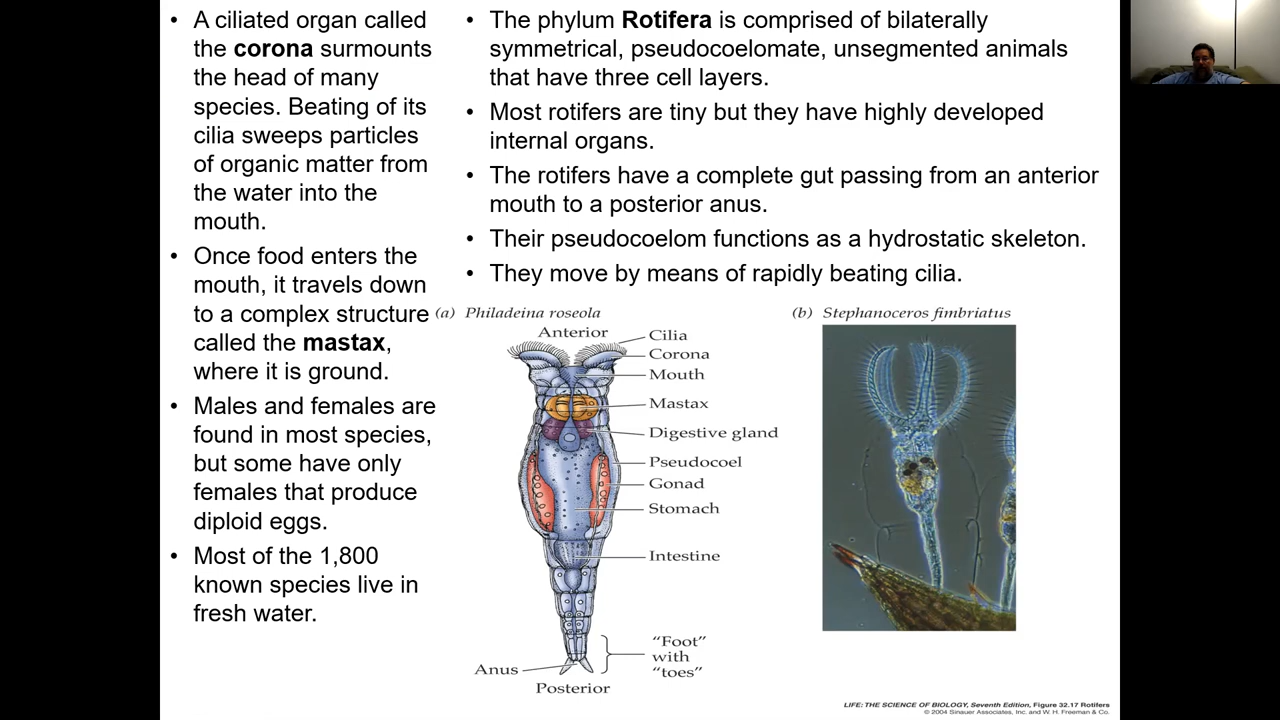 • A ciliated organ called
the corona surmounts
the head of many
species. Beating of its
cilia sweeps particles
of organic matter from
the water into the
mouth.
• Once food enters the
mouth, it travels down
to a complex structure
called the mastax,
where it is ground.
• Males and females are
found in most species,
but some have only
females that produce
diploid eggs.
• Most of the 1,800
known species live in
fresh water.
• The phylum Rotifera is comprised of bilaterally
symmetrical, pseudocoelomate, unsegmented animals
that have three cell layers.
• Most rotifers are tiny but they have highly developed
internal organs.
• The rotifers have a complete gut passing from an anterior
mouth to a posterior anus.
• Their pseudocoelom functions as a hydrostatic skeleton.
• They move by means of rapidly beating cilia.
(a) Philadeina roseola
Anterior
Cilia
Corona
Mouth
Mastax
Digestive gland
Pseudocoel
Gonad
Stomach
Intestine
“Foot”
with
“toes”
Anus
Posterior
(b) Stephanoceros fimbriatus
LIFE: THE SCIENCE OF BIOLOGY, Seventh Edition, Figure 32.17 Rotifers
© 2004 Sinauer Associates, Inc. and W. H. Freeman & Co.